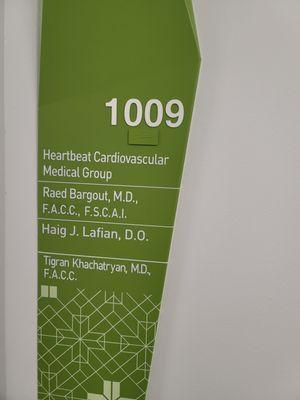 1009
Heartbeat Cardiovascular
Medical Group
Raed Bargout, M.D.,
F.A.C.C., F.S.C.A.I.
Haig J. Lafian, D.O.
Tigran Khachatryan, M.D.,
F.A.C.C.